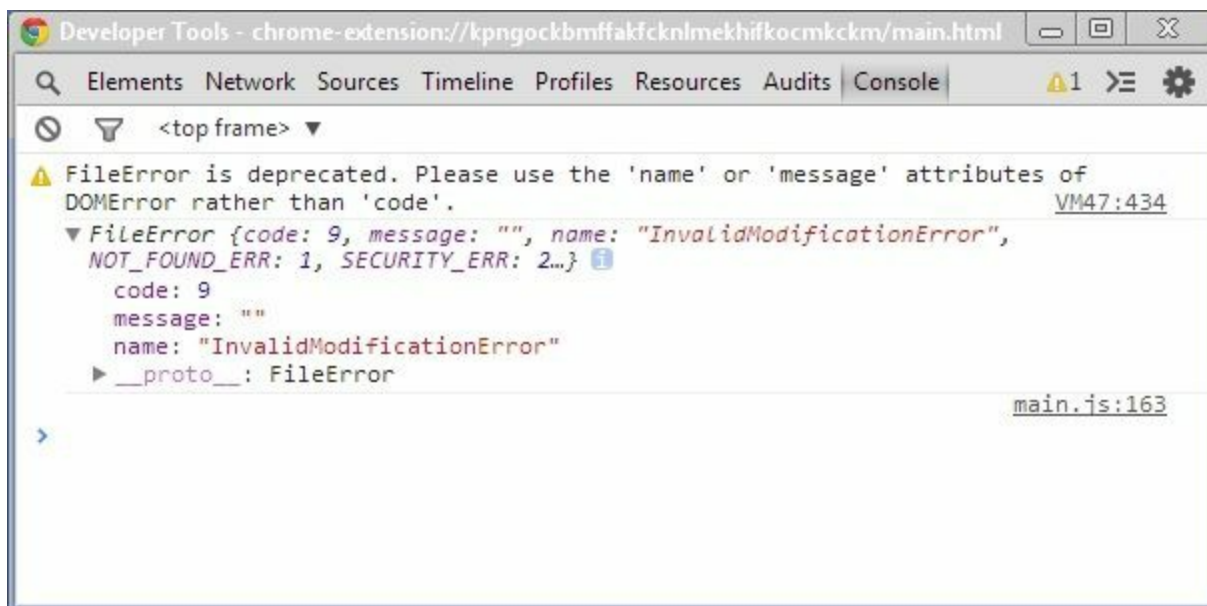 Developer Tools - chrome-extension://kpngockbmffakfcknlmekhifkocmkckm/main.html
Elements Network Sources Timeline Profiles Resources Audits Console 1
<top frame> ▼
FileError is deprecated. Please use the 'name' or 'message' attributes of
DOMError rather than 'code'. VM47:434
▼ FileError {code: 9, message: "", name: "InvalidModificationError",
NOT_FOUND_ERR: 1, SECURITY_ERR: 2…} i
code: 9
message: ""
name: "InvalidModificationError"
▶ __proto__: FileError
main.js:163
>